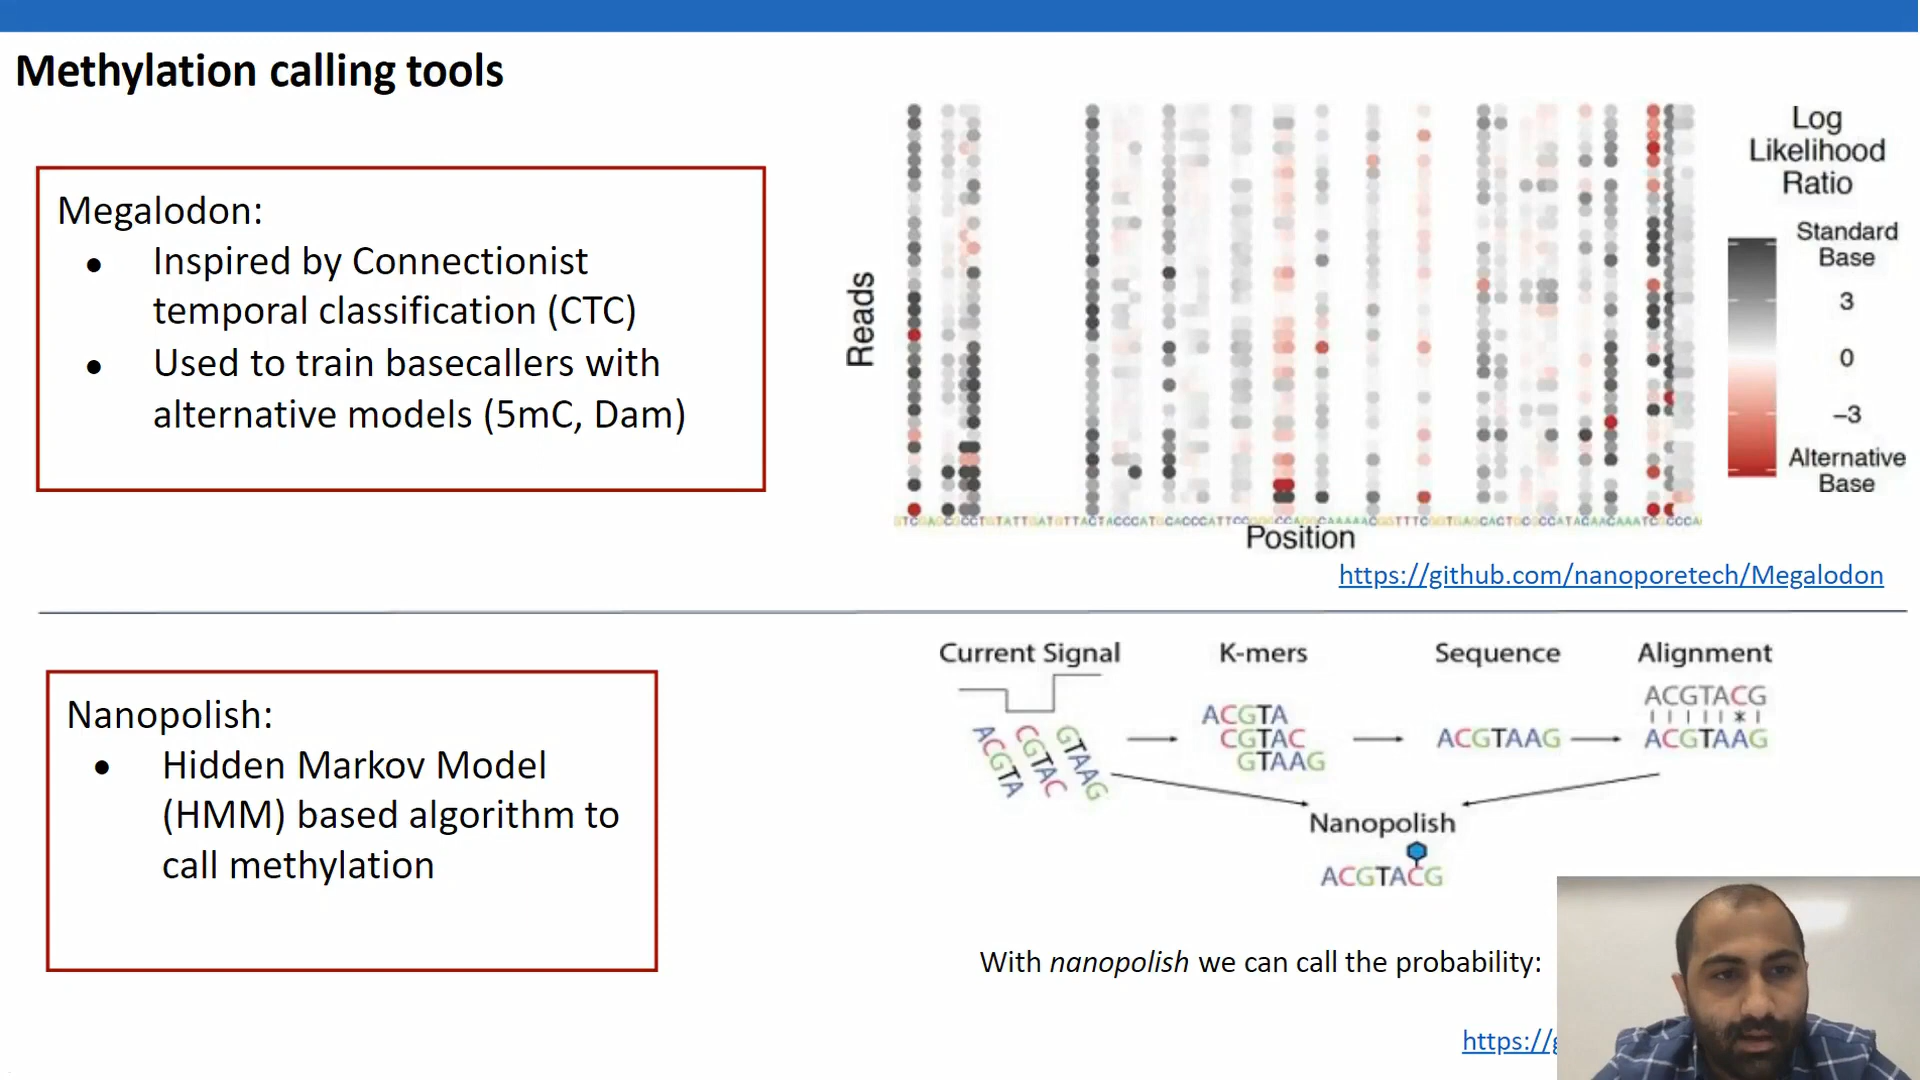 Methylation calling tools
Megalodon:
● Inspired by Connectionist
temporal classification (CTC)
● Used to train basecallers with
alternative models (5mC, Dam)
Reads
Position
Log
Likelihood
Ratio
Standard
Base
3
0
−3
Alternative
Base
https://github.com/nanoporetech/Megalodon
Nanopolish:
● Hidden Markov Model
(HMM) based algorithm to
call methylation
Current Signal
K-mers
Sequence
Alignment
ACGTA
CGTAC
GTAAG
ACGTA
CGTAC
GTAAG
ACGTAAG
ACGTACG
| | | | | * |
ACGTAAG
Nanopolish
ACGTACG
With nanopolish we can call the probability:
https://g